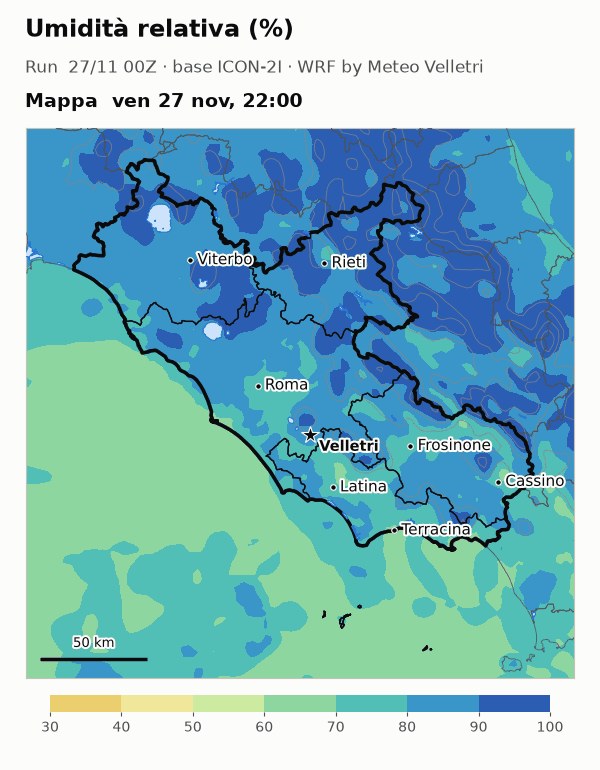 Umidità relativa (%)
Run  27/11 00Z · base ICON-2I · WRF by Meteo Velletri
Mappa  ven 27 nov, 22:00
Viterbo
Rieti
Roma
Velletri
Frosinone
Cassino
Latina
Terracina
50 km
30 40 50 60 70 80 90 100